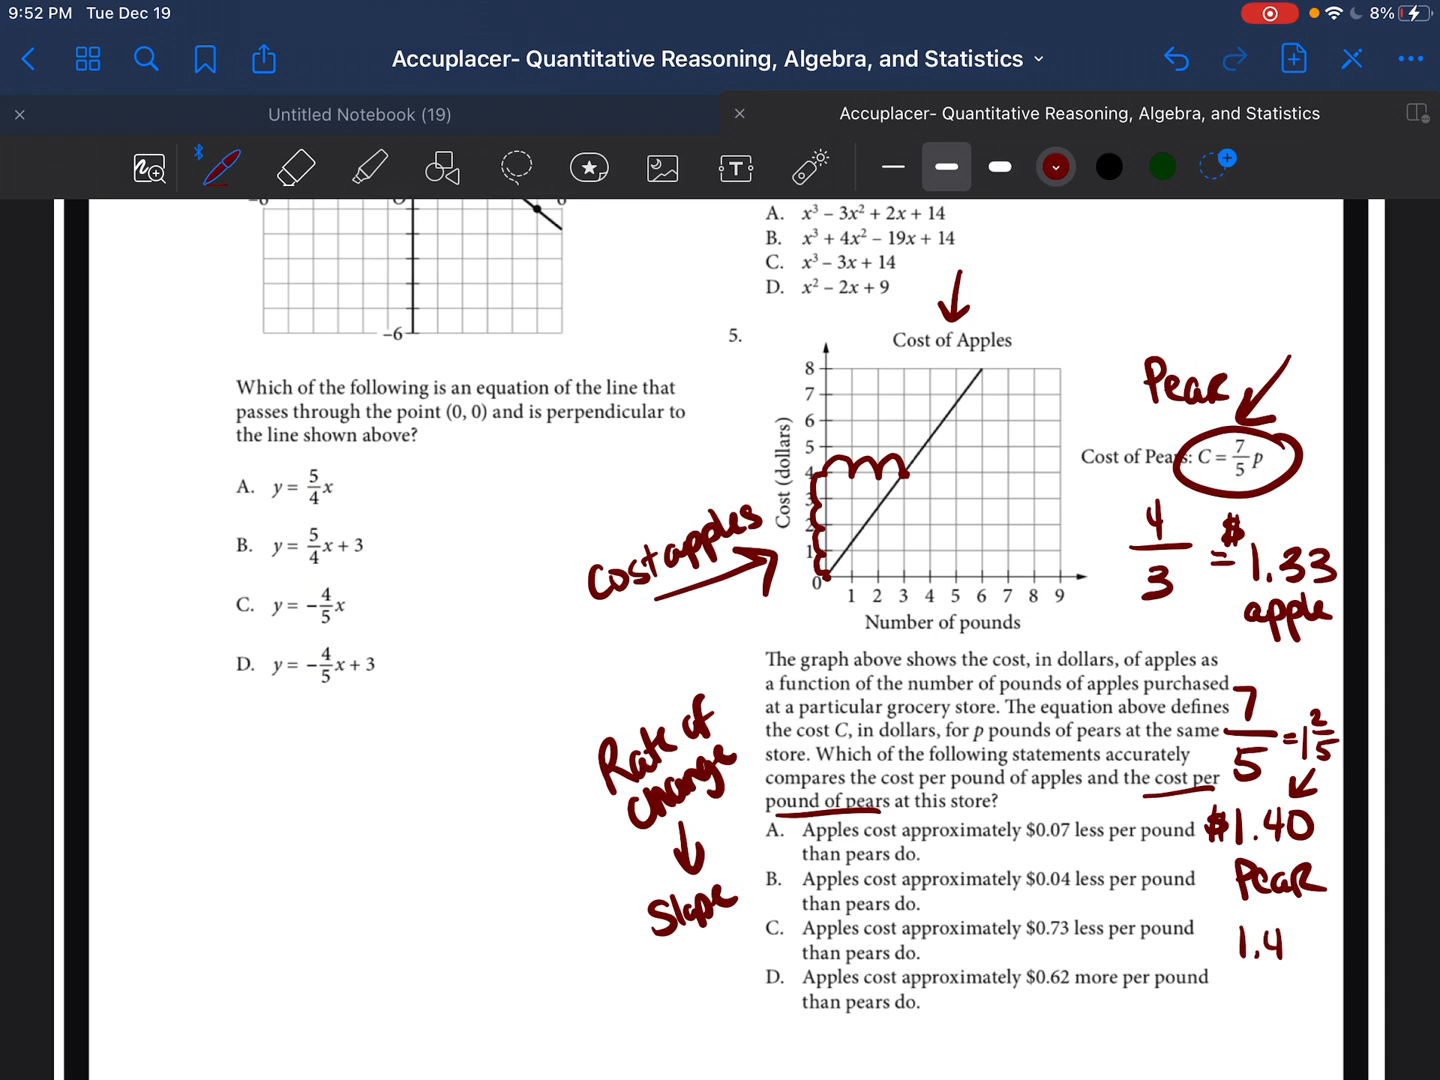 9:52 PM Tue Dec 19
8%
Accuplacer- Quantitative Reasoning, Algebra, and Statistics
Untitled Notebook (19)
Accuplacer- Quantitative Reasoning, Algebra, and Statistics
T
−6
Which of the following is an equation of the line that
passes through the point (0, 0) and is perpendicular to
the line shown above?
A. y = 5/4 x
B. y = 5/4 x + 3
C. y = −4/5 x
D. y = −4/5 x + 3
A. x³ − 3x² + 2x + 14
B. x³ + 4x² − 19x + 14
C. x³ − 3x + 14
D. x² − 2x + 9
5.
Cost of Apples
8
7
6
5
4
3
2
1
0
1 2 3 4 5 6 7 8 9
Cost (dollars)
Number of pounds
Pear
Cost of Pears: C = 7/5 p
4/3 = $1.33
apple
Cost apples
The graph above shows the cost, in dollars, of apples as
a function of the number of pounds of apples purchased
at a particular grocery store. The equation above defines
the cost C, in dollars, for p pounds of pears at the same
store. Which of the following statements accurately
compares the cost per pound of apples and the cost per
pound of pears at this store?
A. Apples cost approximately $0.07 less per pound
than pears do.
B. Apples cost approximately $0.04 less per pound
than pears do.
C. Apples cost approximately $0.73 less per pound
than pears do.
D. Apples cost approximately $0.62 more per pound
than pears do.
7/5 = 1 2/5
$1.40
Pear
1.4
Rate of
change
Slope